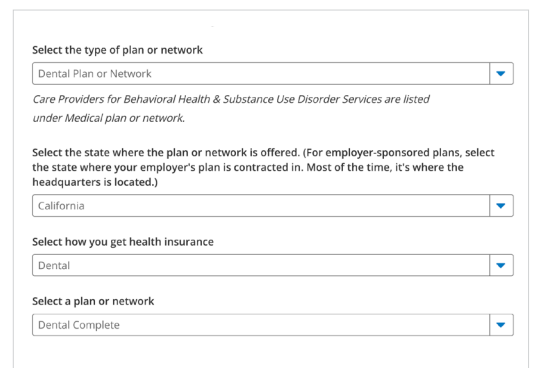 Select the type of plan or network
Dental Plan or Network
Care Providers for Behavioral Health & Substance Use Disorder Services are listed
under Medical plan or network.
Select the state where the plan or network is offered. (For employer-sponsored plans, select
the state where your employer's plan is contracted in. Most of the time, it's where the
headquarters is located.)
California
Select how you get health insurance
Dental
Select a plan or network
Dental Complete